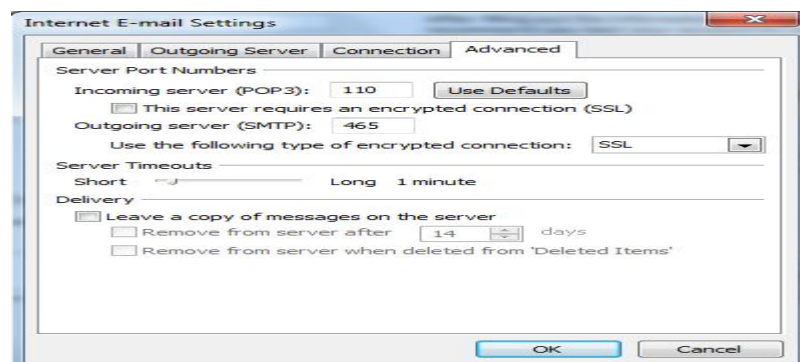 Internet E-mail Settings
General Outgoing Server Connection Advanced
Server Port Numbers
Incoming server (POP3): 110 Use Defaults
This server requires an encrypted connection (SSL)
Outgoing server (SMTP): 465
Use the following type of encrypted connection: SSL
Server Timeouts
Short Long 1 minute
Delivery
Leave a copy of messages on the server
Remove from server after 14 days
Remove from server when deleted from 'Deleted Items'
OK Cancel